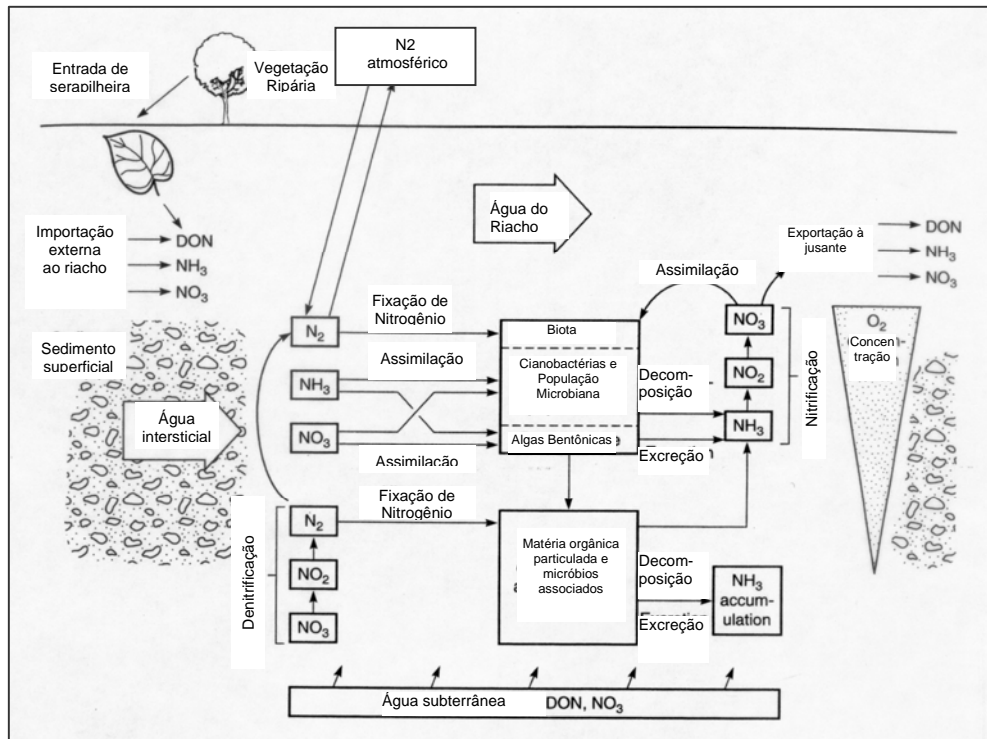 N2
atmosférico
Entrada de
serapilheira
Vegetação
Ripária
Água do
Riacho
Importação
externa
ao riacho
DON
NH₃
NO₃
Exportação à
jusante
DON
NH₃
NO₃
Assimilação
Fixação de
Nitrogênio
N₂
Assimilação
NH₃
NO₃
Assimilação
Biota
Cianobactérias e
População
Microbiana
Algas Bentônicas
Decom-
posição
Excreção
NO₃
NO₂
NH₃
Nitrificação
O₂
(Concen-
tração
Sedimento
superficial
Água
intersticial
Fixação de
Nitrogênio
Denitrificação
N₂
NO₂
NO₃
Matéria orgânica
particulada e
micróbios
associados
Decom-
posição
Excreção
NH₃
accum-
ulation
Água subterrânea DON, NO₃